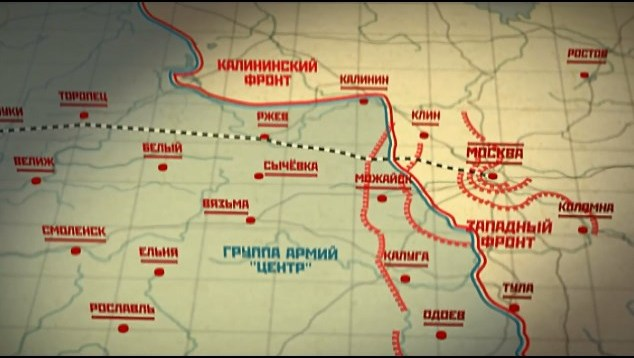 РОСТОВ
КАЛИНИНСКИЙ
ФРОНТ
КАЛИНИН
ТОРОПЕЦ
РЖЕВ
КЛИН
ВЕЛИЖ
БЕЛЫЙ
СЫЧЁВКА
МОСКВА
МОЖАЙСК
ВЯЗЬМА
КОЛОМНА
СМОЛЕНСК
ЗАПАДНЫЙ
ФРОНТ
ЕЛЬНЯ
ГРУППА АРМИЙ
"ЦЕНТР"
КАЛУГА
ТУЛА
РОСЛАВЛЬ
ОДОЕВ